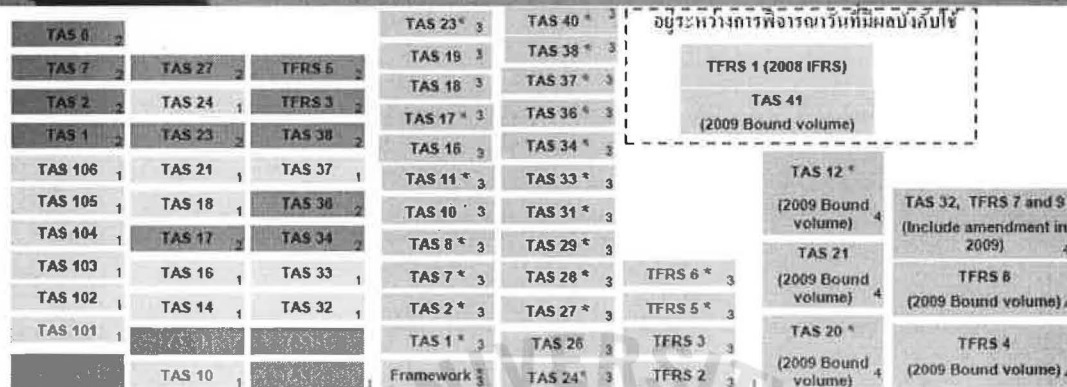 TAS 8 2
TAS 7 2
TAS 2 2
TAS 1 2
TAS 106 1
TAS 105 1
TAS 104 1
TAS 103 1
TAS 102 1
TAS 101 1
TAS 27 2
TAS 24 1
TAS 23 2
TAS 21 1
TAS 18 1
TAS 17 2
TAS 16 1
TAS 14 1
TAS 10 1
TFRS 5 2
TFRS 3 2
TAS 38 2
TAS 37 1
TAS 36 2
TAS 34 2
TAS 33 1
TAS 32 1
TAS 23* 3
TAS 19 3
TAS 18 3
TAS 17 * 3
TAS 16 3
TAS 11 * 3
TAS 10 3
TAS 8 * 3
TAS 7 * 3
TAS 2 * 3
TAS 1 * 3
Framework 3
TAS 40 * 3
TAS 38 * 3
TAS 37 * 3
TAS 36 * 3
TAS 34 * 3
TAS 33 * 3
TAS 31 * 3
TAS 29 * 3
TAS 28 * 3
TAS 27 * 3
TAS 26 3
TAS 24* 3
TFRS 6 * 3
TFRS 5 * 3
TFRS 3 3
TFRS 2 3
อยู่ระหว่างการพิจารณาวันที่มีผลบังคับใช้
TFRS 1 (2008 IFRS)
TAS 41
(2009 Bound volume)
TAS 12 *
(2009 Bound
volume) 4
TAS 21
(2009 Bound
volume) 4
TAS 20 *
(2009 Bound
volume) 4
TAS 32, TFRS 7 and 9
(Include amendment in
2009) 4
TFRS 8
(2009 Bound volume) 4
TFRS 4
(2009 Bound volume) 4
UNIVERSITY